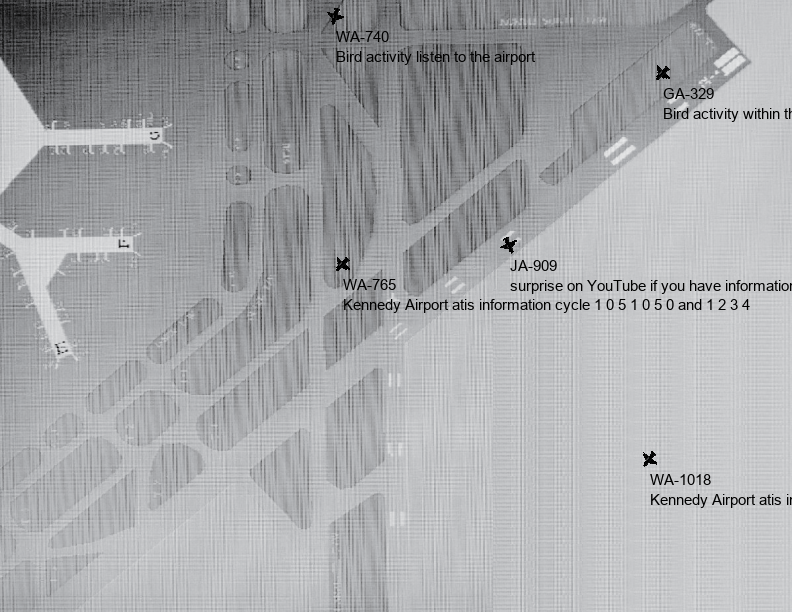 WA-740
Bird activity listen to the airport
GA-329
Bird activity within th
JA-909
surprise on YouTube if you have information
WA-765
Kennedy Airport atis information cycle 1 0 5 1 0 5 0 and 1 2 3 4
WA-1018
Kennedy Airport atis in